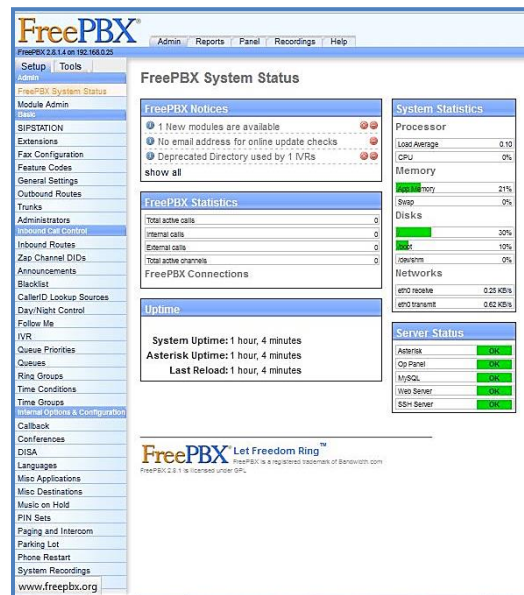 FreePBX®
Admin Reports Panel Recordings Help
FreePBX 2.8.1.4 on 192.168.0.25
Setup Tools
Admin
FreePBX System Status
Module Admin
Basic
SIPSTATION
Extensions
Fax Configuration
Feature Codes
General Settings
Outbound Routes
Trunks
Administrators
Inbound Call Control
Inbound Routes
Zap Channel DIDs
Announcements
Blacklist
CallerID Lookup Sources
Day/Night Control
Follow Me
IVR
Queue Priorities
Queues
Ring Groups
Time Conditions
Time Groups
Internal Options & Configuration
Callback
Conferences
DISA
Languages
Misc Applications
Misc Destinations
Music on Hold
PIN Sets
Paging and Intercom
Parking Lot
Phone Restart
System Recordings
www.freepbx.org
FreePBX System Status
FreePBX Notices
1 New modules are available
No email address for online update checks
Deprecated Directory used by 1 IVRs
show all
FreePBX Statistics
Total active calls 0
Internal calls 0
External calls 0
Total active channels 0
FreePBX Connections
Uptime
System Uptime: 1 hour, 4 minutes
Asterisk Uptime: 1 hour, 4 minutes
Last Reload: 1 hour, 4 minutes
System Statistics
Processor
Load Average 0.10
CPU 0%
Memory
App Memory 21%
Swap 0%
Disks
/ 30%
/boot 10%
/dev/shm 0%
Networks
eth0 receive 0.25 KB/s
eth0 transmit 0.62 KB/s
Server Status
Asterisk OK
Op Panel OK
MySQL OK
Web Server OK
SSH Server OK
FreePBX® Let Freedom Ring™
FreePBX is a registered trademark of Bandwidth.com
FreePBX 2.8.1 is licensed under GPL